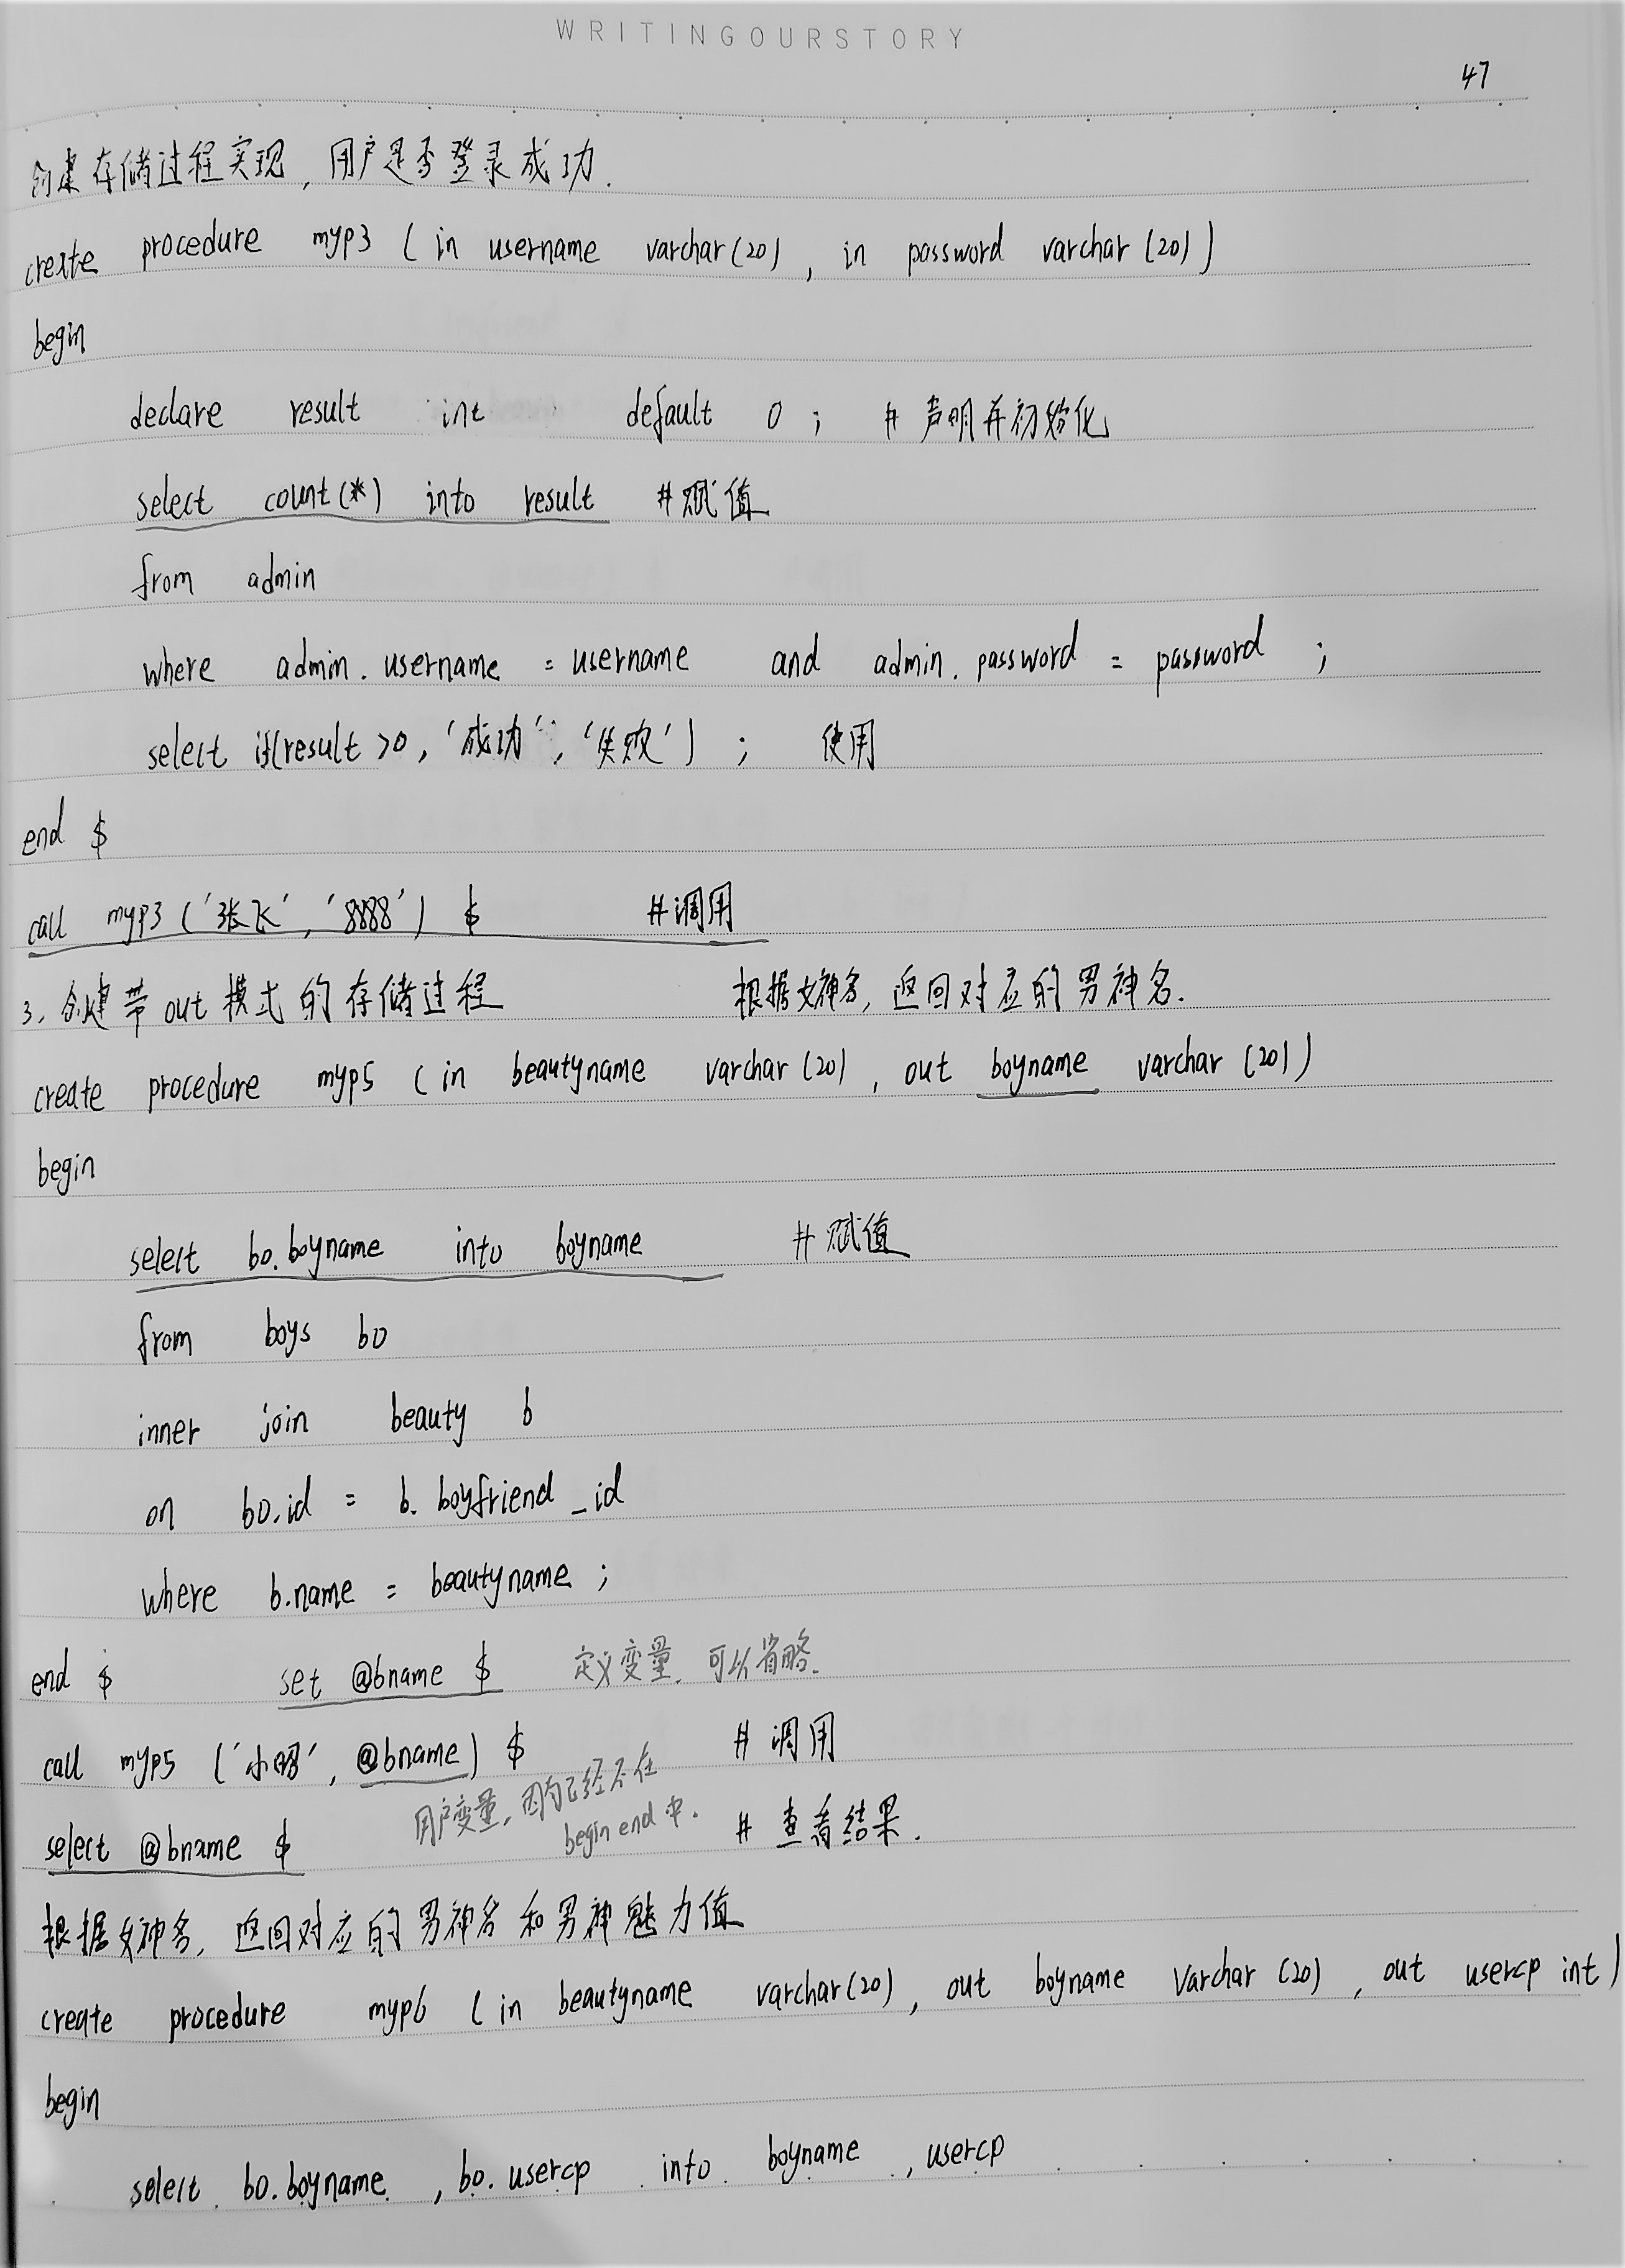 WRITINGOURSTORY
47
创建存储过程实现,用户是否登录成功.
create procedure myp3 ( in username varchar(20) , in password varchar (20) )
begin
declare result int default 0 ; # 声明并初始化
select count(*) into result #赋值
from admin
where admin. username = username and admin. password = password ;
select if(result >0 , '成功' , '失败' ) ; 使用
end $
call myp3 ( '张飞' , '8888' ) $ #调用
3. 创建带out模式的存储过程 根据女神名, 返回对应的男神名.
create procedure myp5 ( in beautyname varchar (20) , out boyname varchar (20) )
begin
select bo.boyname into boyname # 赋值
from boys bo
inner join beauty b
on bo.id = b. boyfriend_id
where b.name = beautyname ;
end $ set @bname $ 定义变量. 可以省略.
call myp5 ( '小昭' , @bname ) $ # 调用
用户变量, 因为已经不在
begin end 中.
select @bname $ # 查看结果.
根据女神名, 返回对应的男神名和男神魅力值
create procedure myp6 ( in beautyname varchar(20) , out boyname varchar (20) , out usercp int )
begin
select bo.boyname , bo. usercp into boyname , usercp